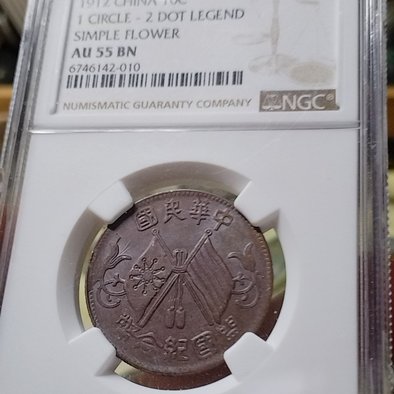 1912 CHINA 10C
1 CIRCLE - 2 DOT LEGEND
SIMPLE FLOWER
AU 55 BN
6746142-010
NUMISMATIC GUARANTY COMPANY
NGC®
國民華中
幣念紀國開